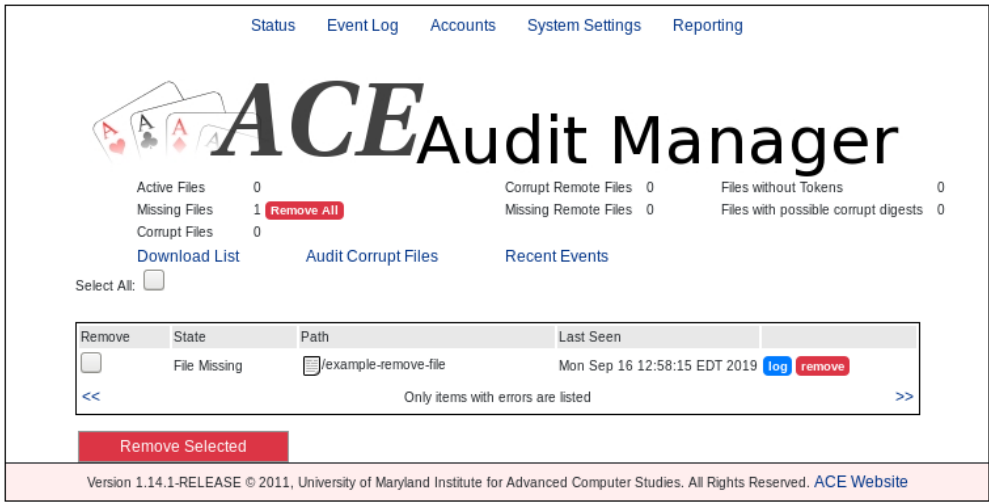 Status Event Log Accounts System Settings Reporting
A A A A ACE Audit Manager
Active Files 0 Corrupt Remote Files 0 Files without Tokens 0
Missing Files 1 Remove All Missing Remote Files 0 Files with possible corrupt digests 0
Corrupt Files 0
Download List Audit Corrupt Files Recent Events
Select All:
Remove State Path Last Seen
File Missing /example-remove-file Mon Sep 16 12:58:15 EDT 2019 log remove
<< Only items with errors are listed >>
Remove Selected
Version 1.14.1-RELEASE © 2011, University of Maryland Institute for Advanced Computer Studies. All Rights Reserved. ACE Website